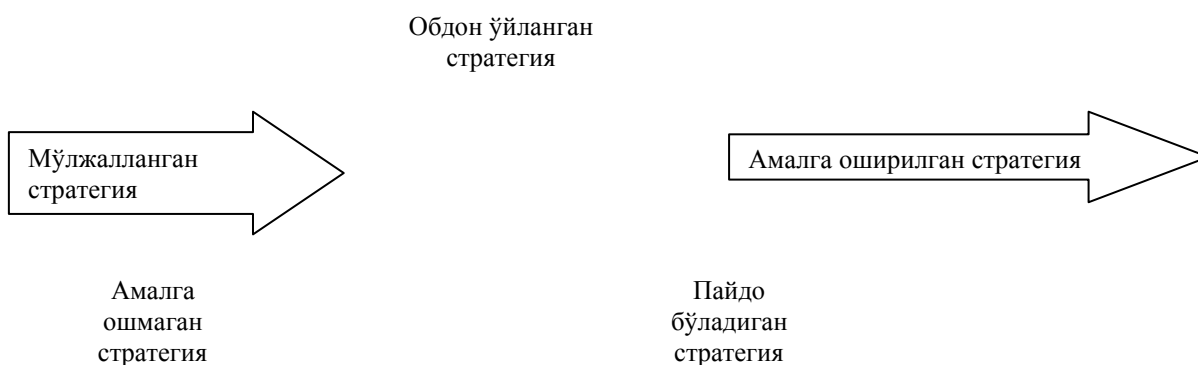 Обдон ўйланган
стратегия
Мўлжалланган
стратегия
Амалга оширилган стратегия
Амалга
ошмаган
стратегия
Пайдо
бўладиган
стратегия